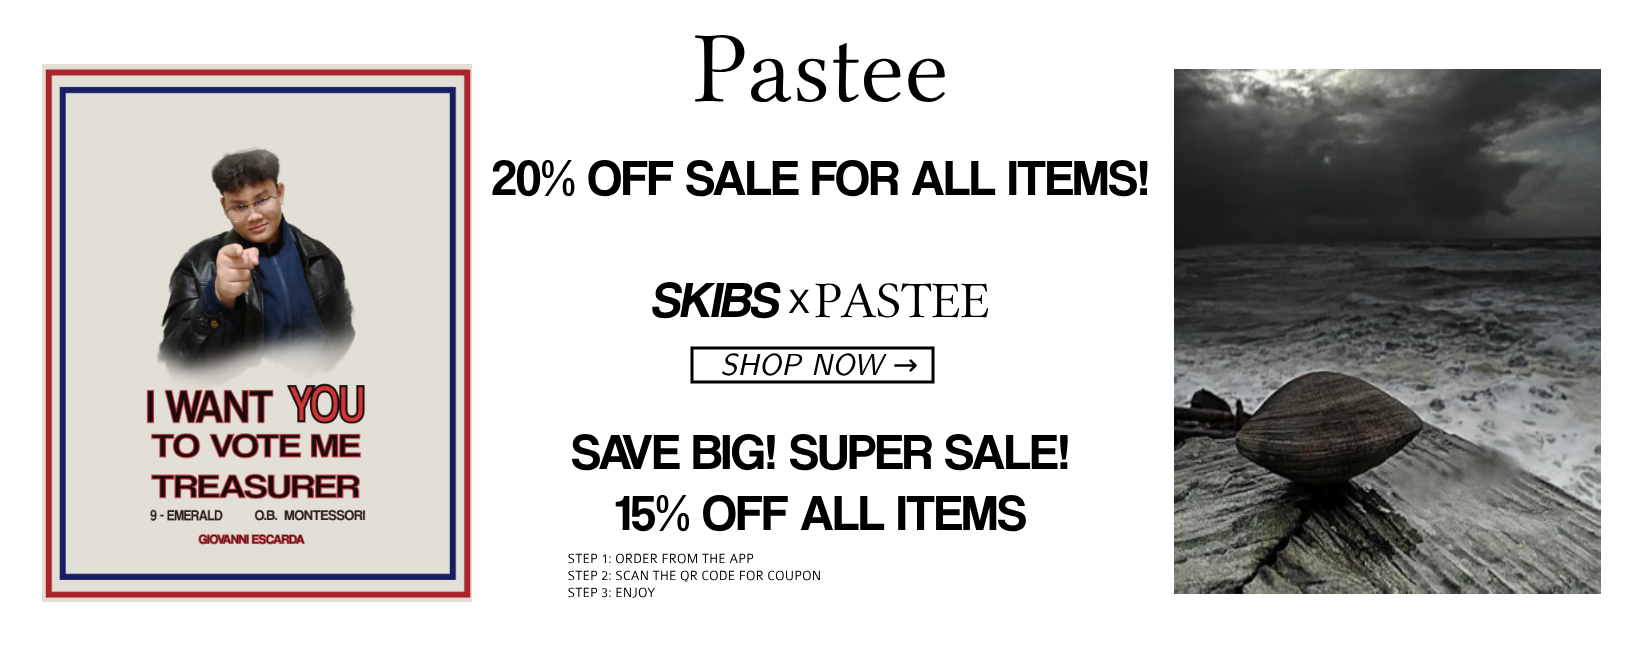 I WANT YOU
TO VOTE ME
TREASURER
9 - EMERALD O.B. MONTESSORI
GIOVANNI ESCARDA
Pastee
20% OFF SALE FOR ALL ITEMS!
SKIBS X PASTEE
SHOP NOW →
SAVE BIG! SUPER SALE!
15% OFF ALL ITEMS
STEP 1: ORDER FROM THE APP
STEP 2: SCAN THE QR CODE FOR COUPON
STEP 3: ENJOY